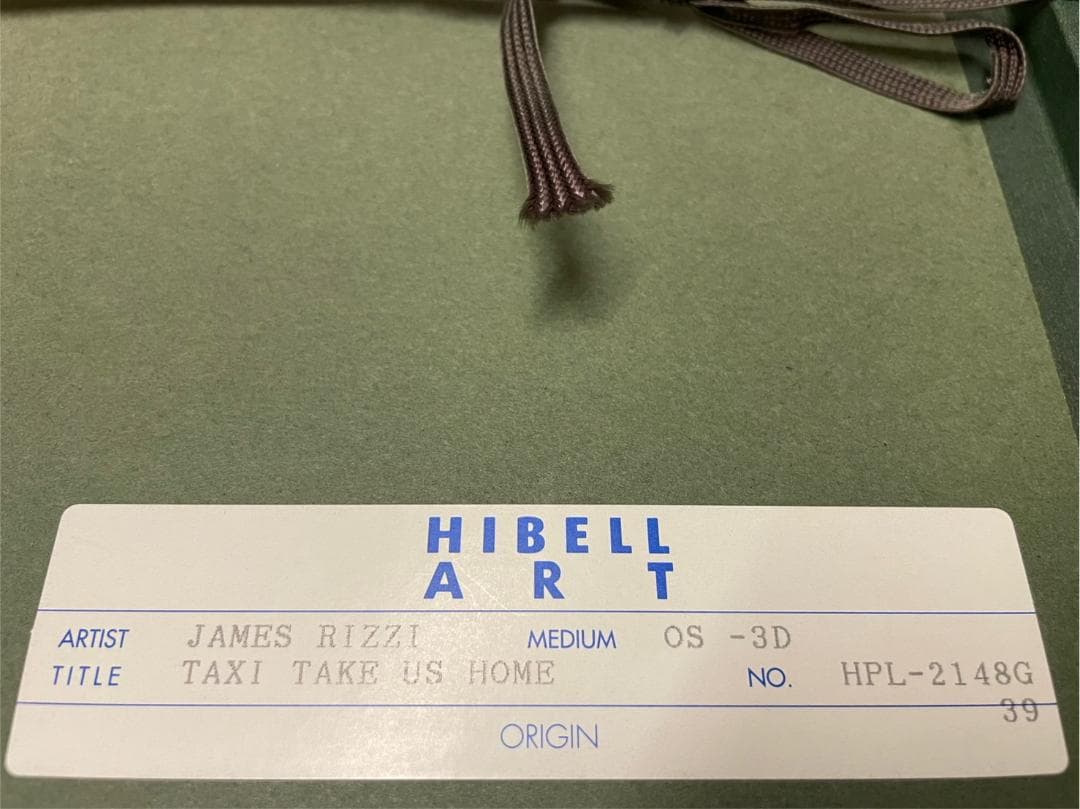 HIBELL
ART
ARTIST JAMES RIZZI MEDIUM OS -3D
TITLE TAXI TAKE US HOME NO. HPL-2148G
39
ORIGIN